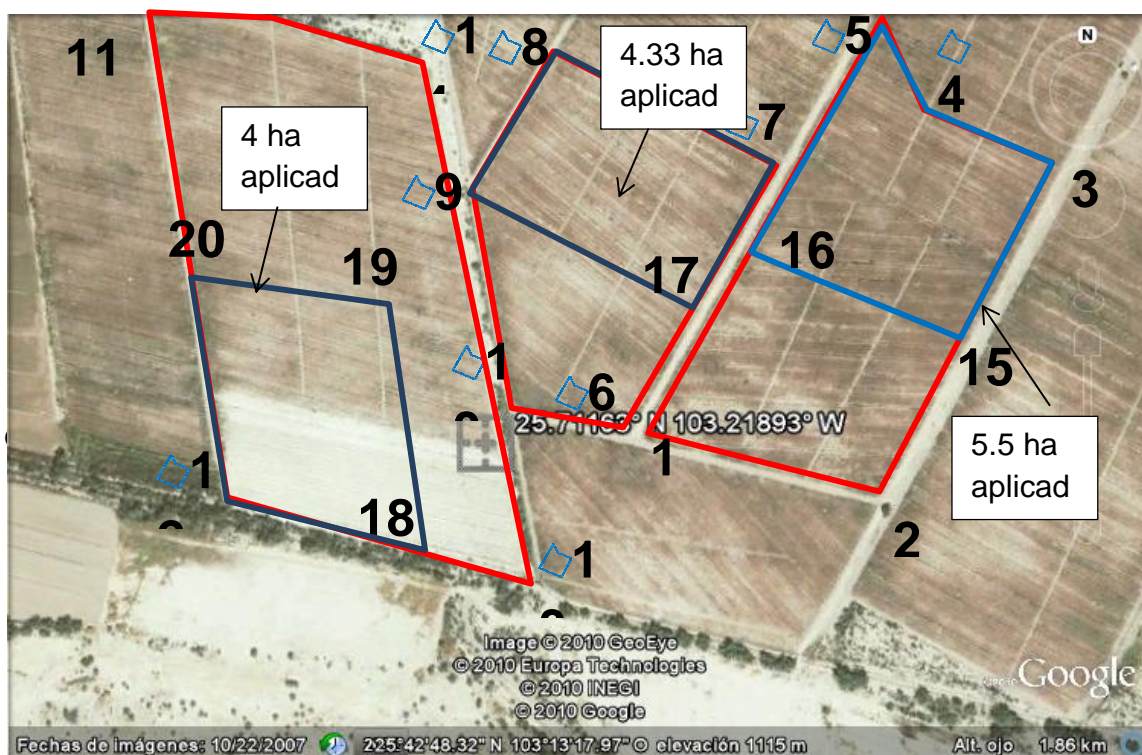 11
1
8
4.33 ha
aplicad
5
4
N
4 ha
aplicad
7
3
9
20
19
17
16
1
6
15
25.71163° N 103.21893° W
1
5.5 ha
aplicad
1
18
2
1
Image © 2010 GeoEye
© 2010 Europa Technologies
© 2010 INEGI
© 2010 Google
Google
Fechas de imágenes: 10/22/2007
25°42'48.32" N 103°13'17.97" O elevación 1115 m
Alt. ojo 1.86 km